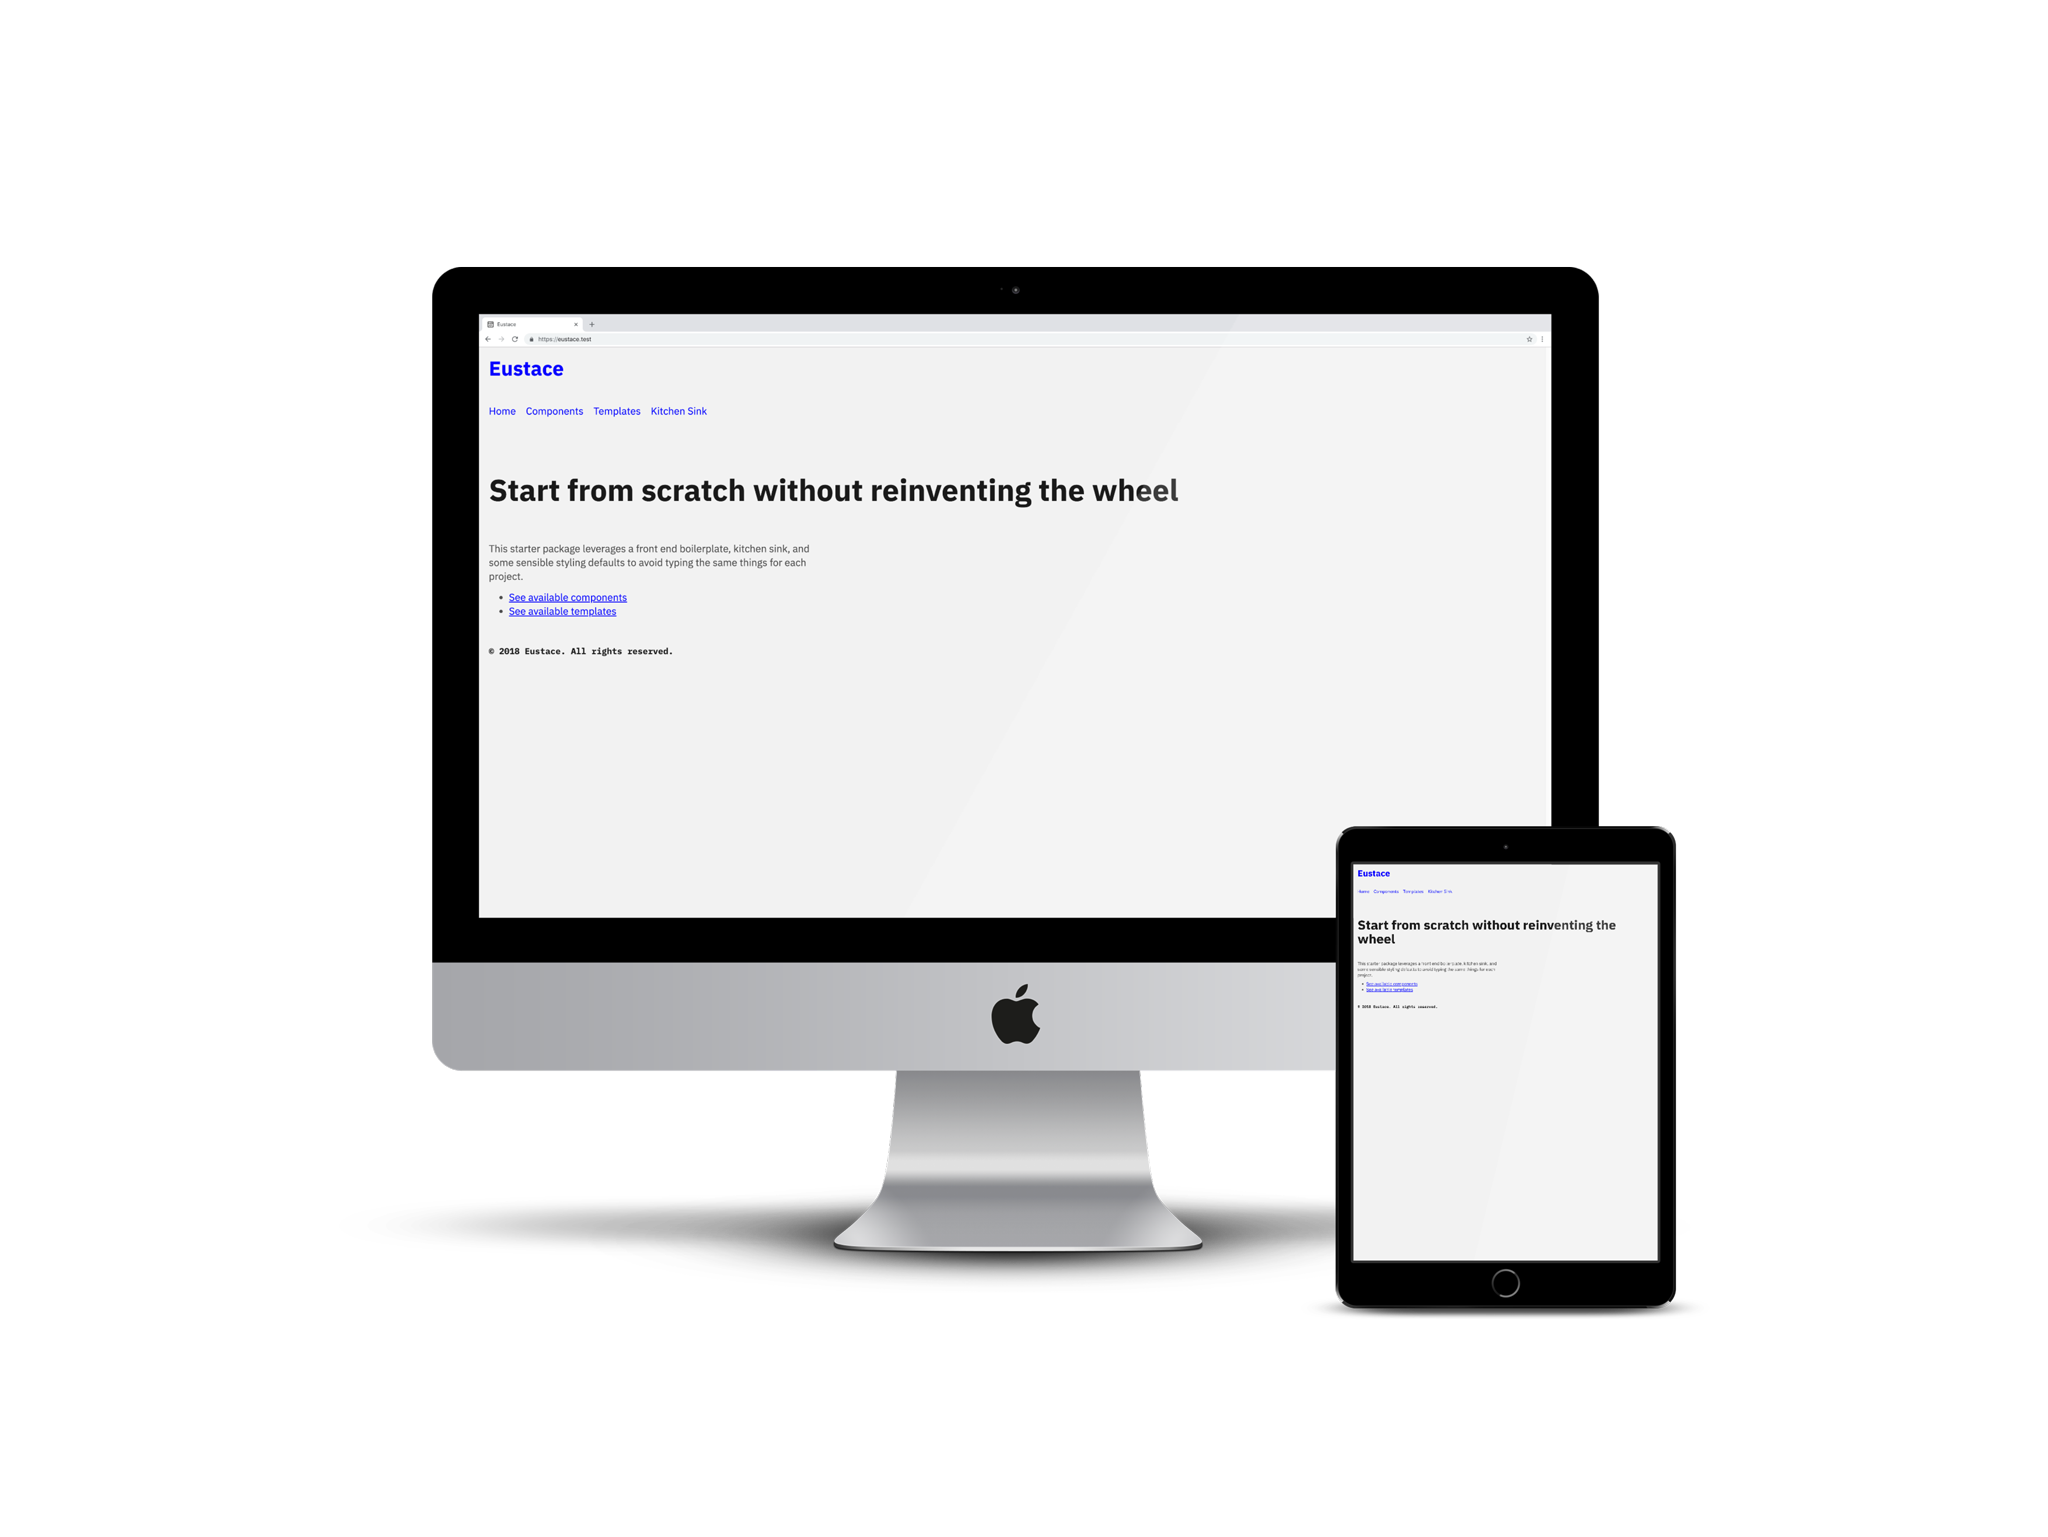 Eustace
https://eustace.test
Eustace
Home Components Templates Kitchen Sink
Start from scratch without reinventing the wheel
This starter package leverages a front end boilerplate, kitchen sink, and
some sensible styling defaults to avoid typing the same things for each
project.
See available components
See available templates
© 2018 Eustace. All rights reserved.
Eustace
Home Components Templates Kitchen Sink
Start from scratch without reinventing the
wheel
This starter package leverages a front end boilerplate, kitchen sink, and
some sensible styling defaults to avoid typing the same things for each
project.
See available components
See available templates
© 2018 Eustace. All rights reserved.